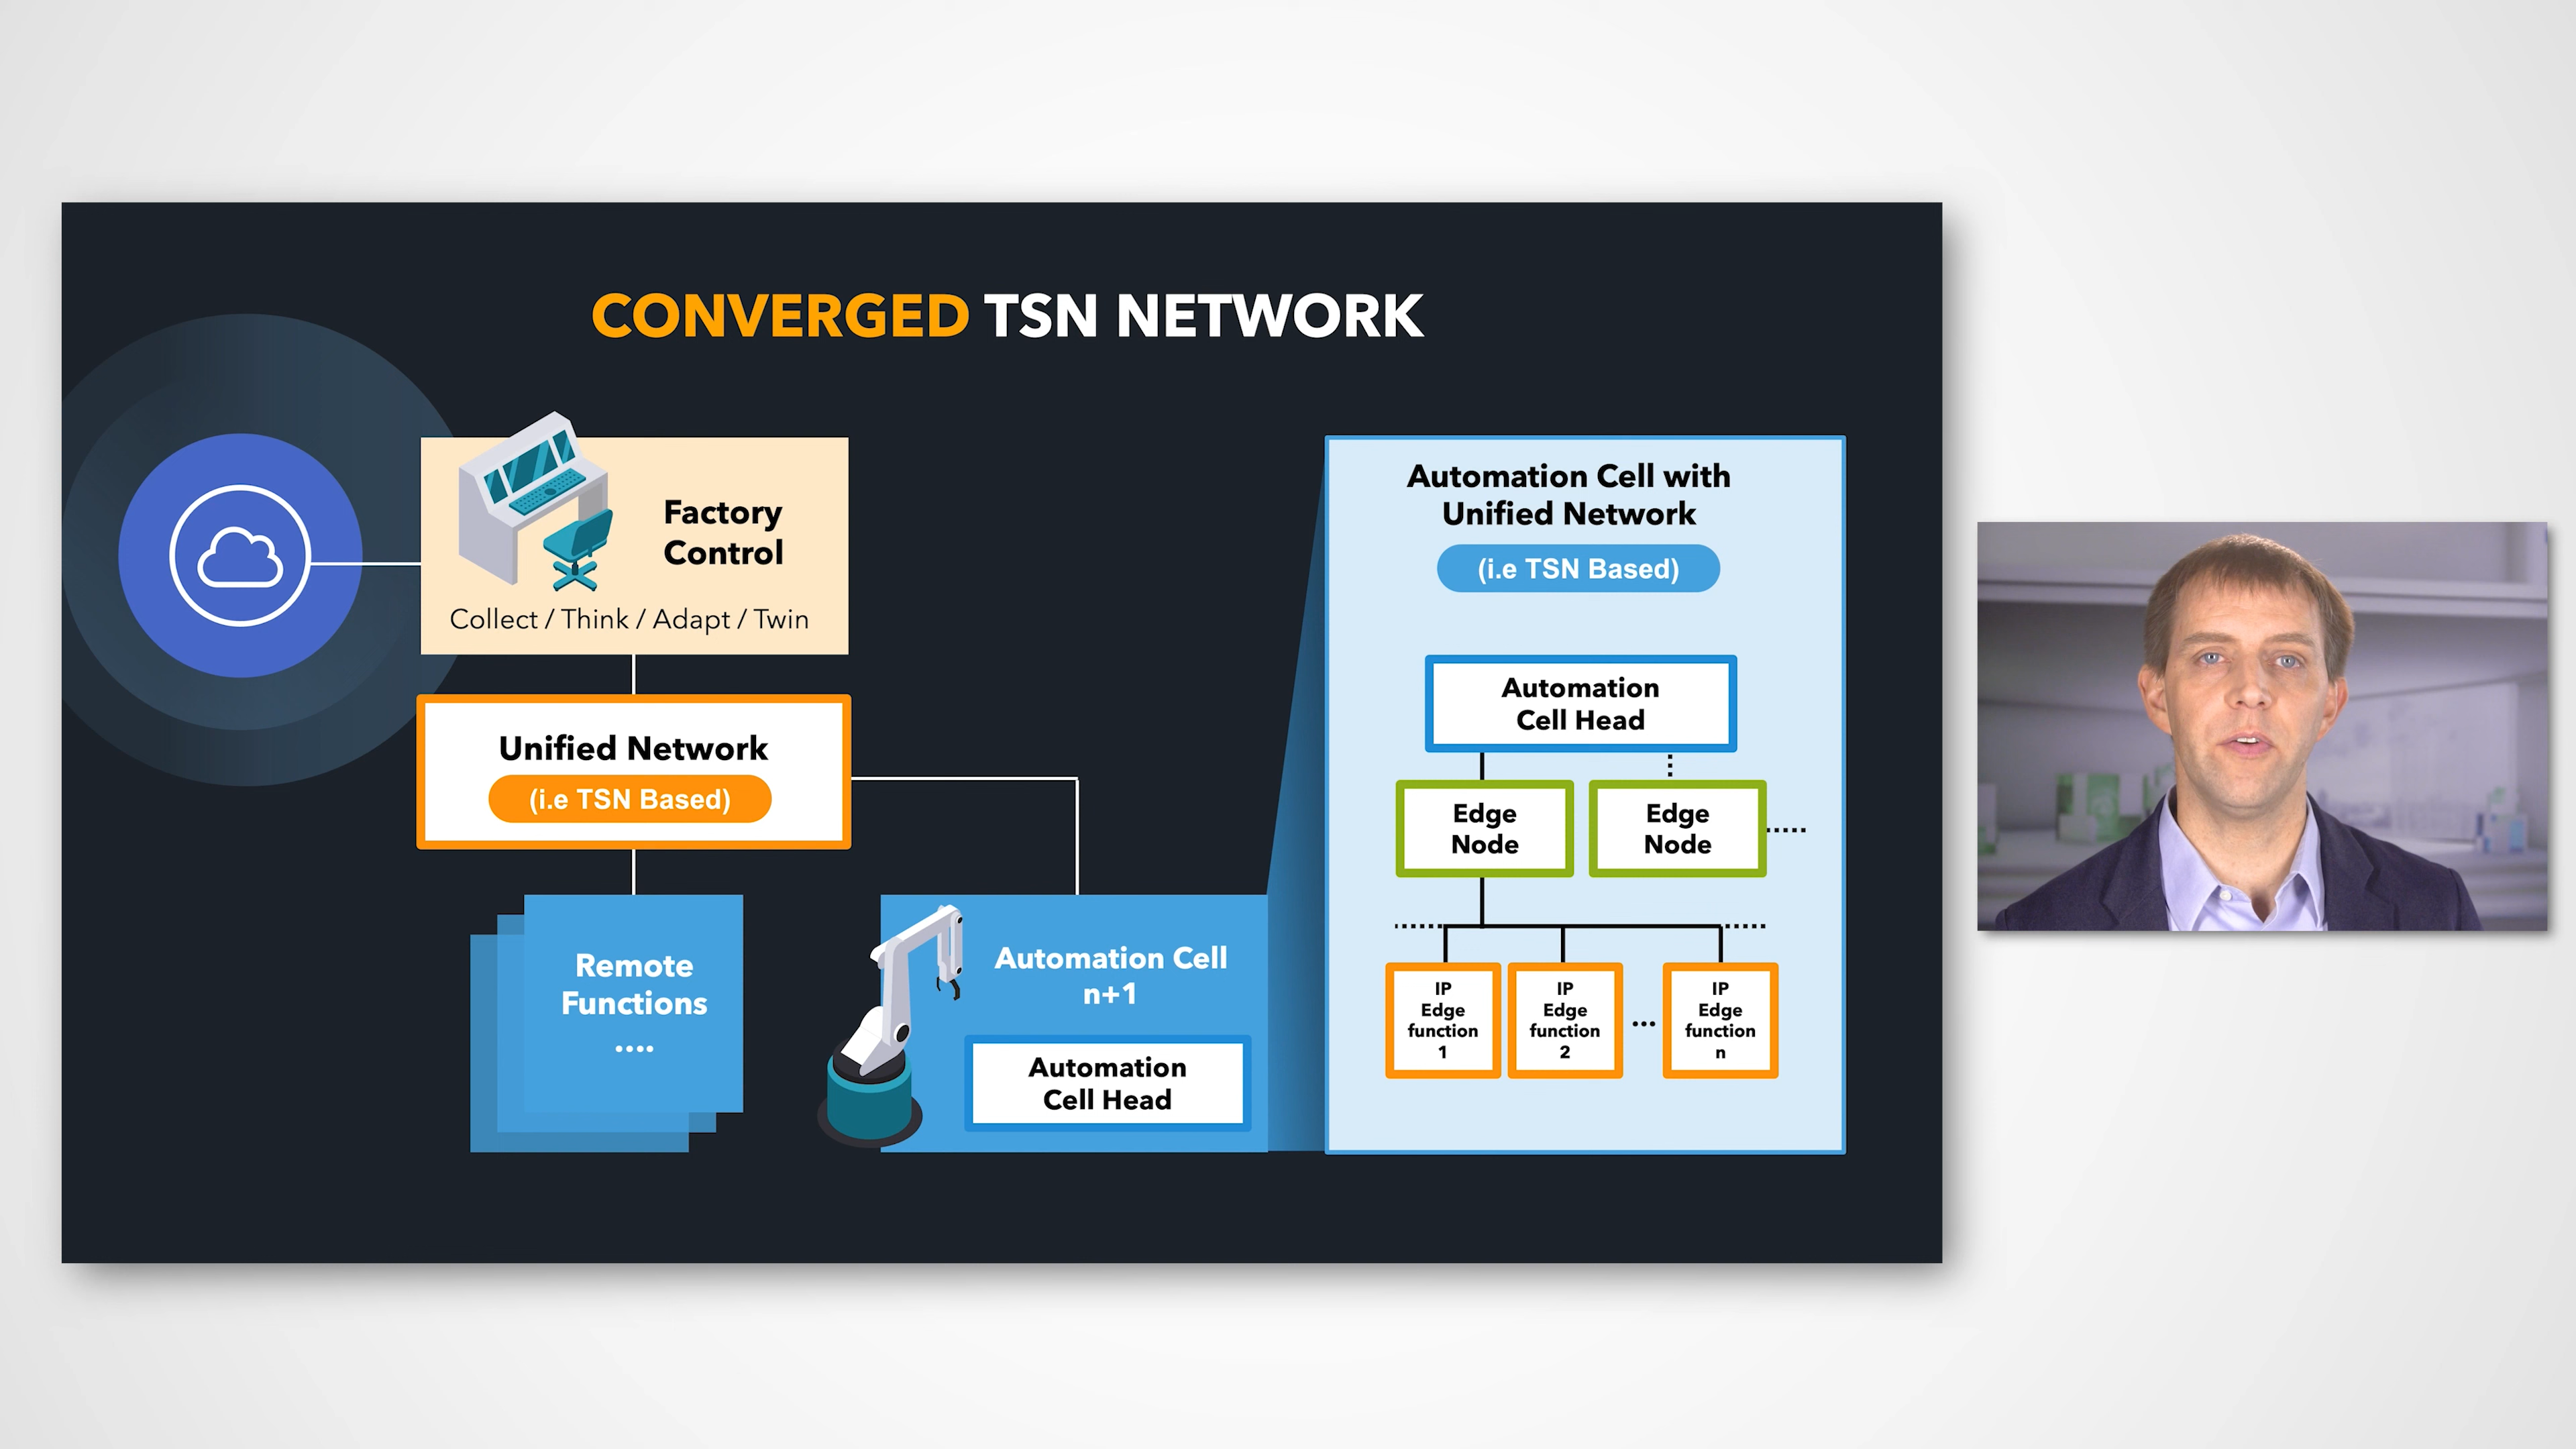 CONVERGED TSN NETWORK
Factory
Control
Collect / Think / Adapt / Twin
Unified Network
(i.e TSN Based)
Remote
Functions
....
Automation Cell
n+1
Automation
Cell Head
Automation Cell with
Unified Network
(i.e TSN Based)
Automation
Cell Head
Edge
Node
Edge
Node
IP
Edge
function
1
IP
Edge
function
2
...
IP
Edge
function
n